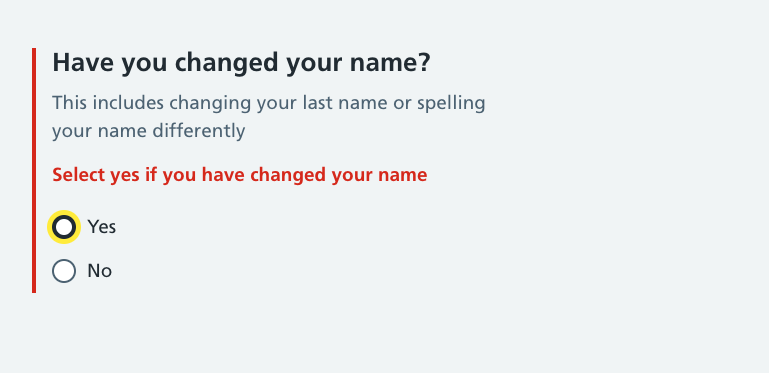 Have you changed your name?
This includes changing your last name or spelling
your name differently
Select yes if you have changed your name
Yes
No